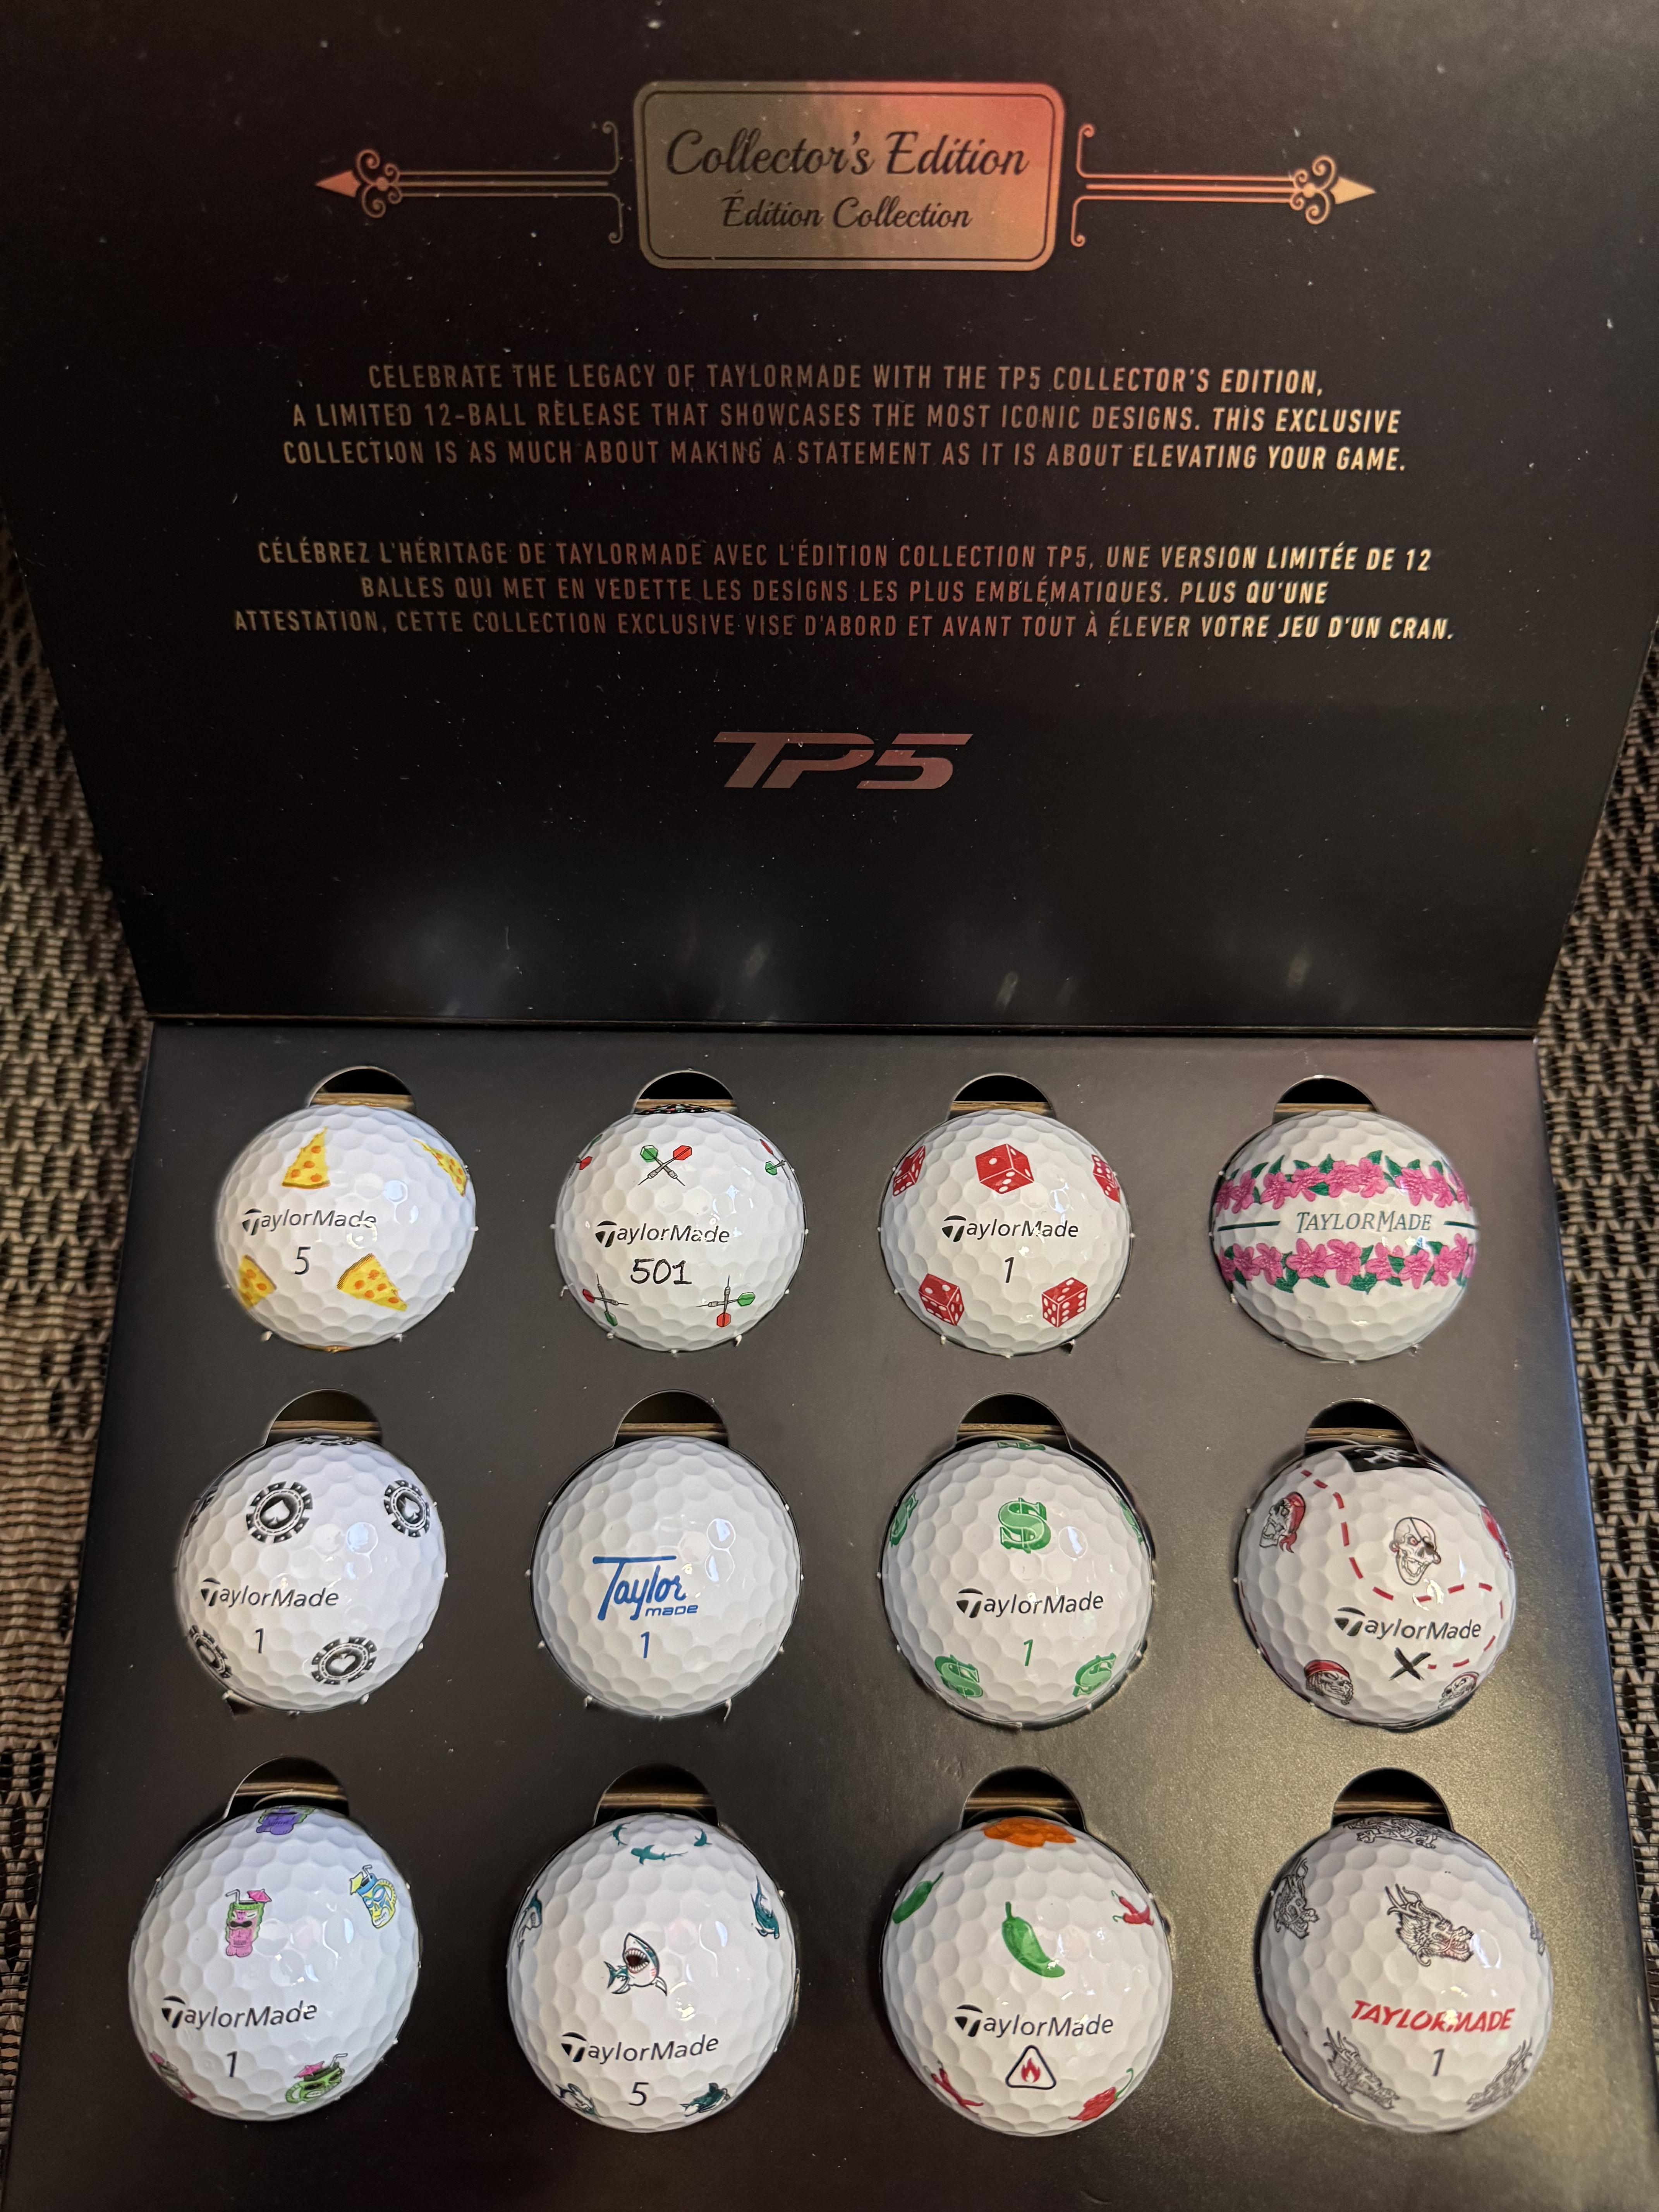 Collector's Edition
Édition Collection
CELEBRATE THE LEGACY OF TAYLORMADE WITH THE TP5 COLLECTOR'S EDITION,
A LIMITED 12-BALL RELEASE THAT SHOWCASES THE MOST ICONIC DESIGNS. THIS EXCLUSIVE
COLLECTION IS AS MUCH ABOUT MAKING A STATEMENT AS IT IS ABOUT ELEVATING YOUR GAME.
CÉLÉBREZ L'HÉRITAGE DE TAYLORMADE AVEC L'ÉDITION COLLECTION TP5, UNE VERSION LIMITÉE DE 12
BALLES QUI MET EN VEDETTE LES DESIGNS LES PLUS EMBLÉMATIQUES. PLUS QU'UNE
ATTESTATION, CETTE COLLECTION EXCLUSIVE VISE D'ABORD ET AVANT TOUT À ÉLEVER VOTRE JEU D'UN CRAN.
TP5
TaylorMade
5
TaylorMade
501
TaylorMade
1
TAYLORMADE
TaylorMade
1
Taylor
made
1
$
TaylorMade
1
$
$
TaylorMade
X
TaylorMade
1
TaylorMade
5
TaylorMade
TAYLORMADE
1